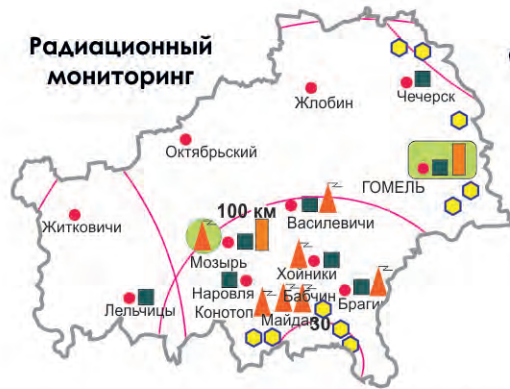 Радиационный
мониторинг
Жлобин
Чечерск
Октябрьский
ГОМЕЛЬ
Житковичи
100 км
Василевичи
Мозырь
Хойники
Наровля
Бабчин
Брагин
Лельчицы
Конотоп
Майдан
30